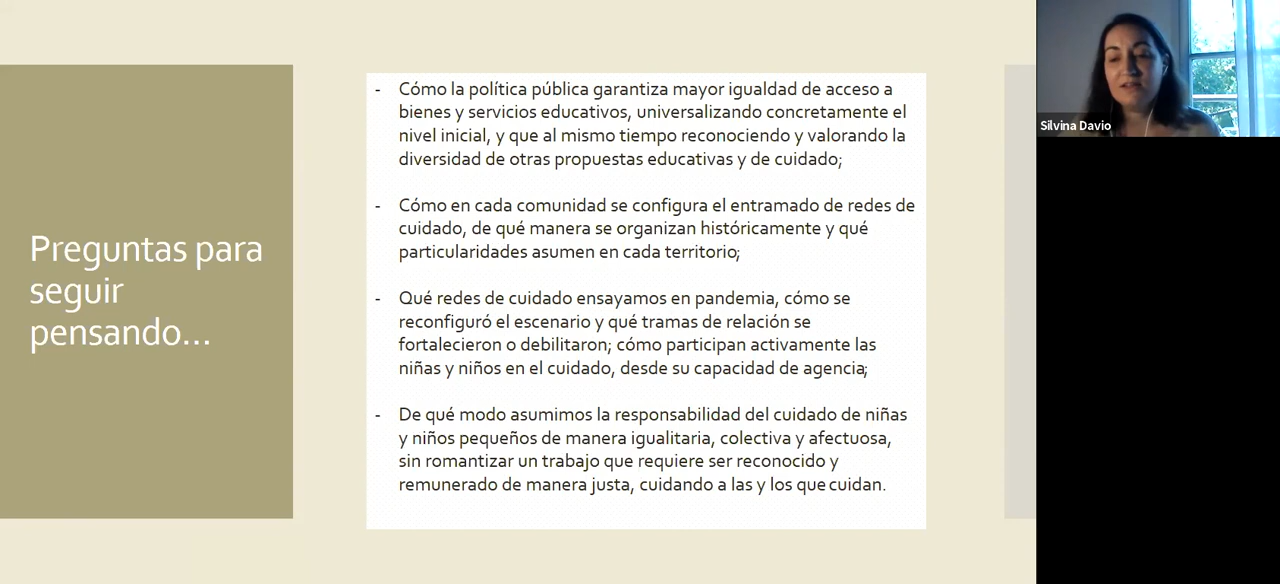 Preguntas para
seguir
pensando...
- Cómo la política pública garantiza mayor igualdad de acceso a
bienes y servicios educativos, universalizando concretamente el
nivel inicial, y que al mismo tiempo reconociendo y valorando la
diversidad de otras propuestas educativas y de cuidado;
- Cómo en cada comunidad se configura el entramado de redes de
cuidado, de qué manera se organizan históricamente y qué
particularidades asumen en cada territorio;
- Qué redes de cuidado ensayamos en pandemia, cómo se
reconfiguró el escenario y qué tramas de relación se
fortalecieron o debilitaron; cómo participan activamente las
niñas y niños en el cuidado, desde su capacidad de agencia;
- De qué modo asumimos la responsabilidad del cuidado de niñas
y niños pequeños de manera igualitaria, colectiva y afectuosa,
sin romantizar un trabajo que requiere ser reconocido y
remunerado de manera justa, cuidando a las y los que cuidan.
Silvina Davio